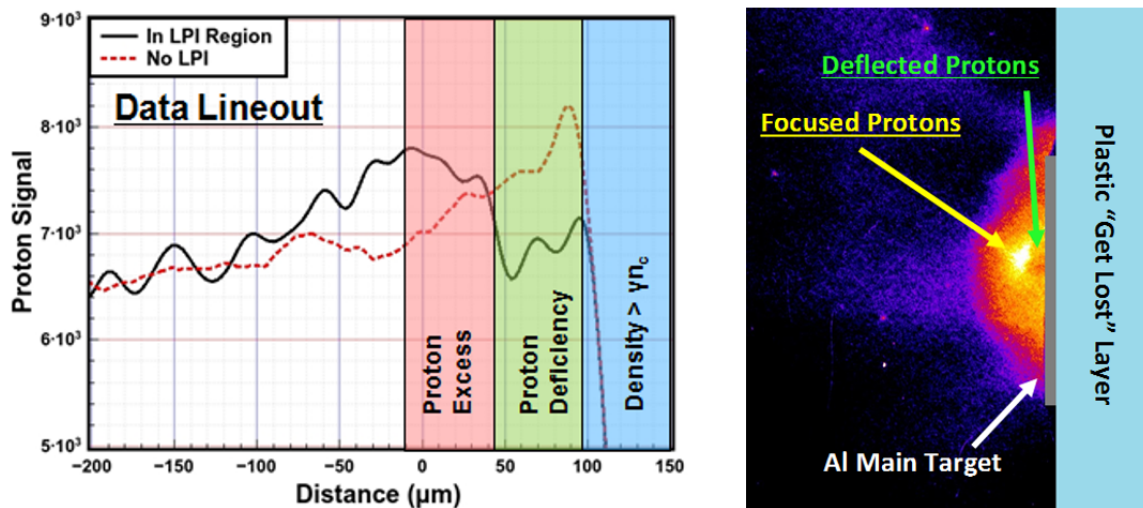 9·10³
8·10³
7·10³
6·10³
5·10³
Proton Signal
In LPI Region
No LPI
Data Lineout
Proton
Excess
Proton
Deficiency
Density > γn_c
−200
−150
−100
−50
0
50
100
150
Distance (μm)
Deflected Protons
Focused Protons
Al Main Target
Plastic “Get Lost” Layer